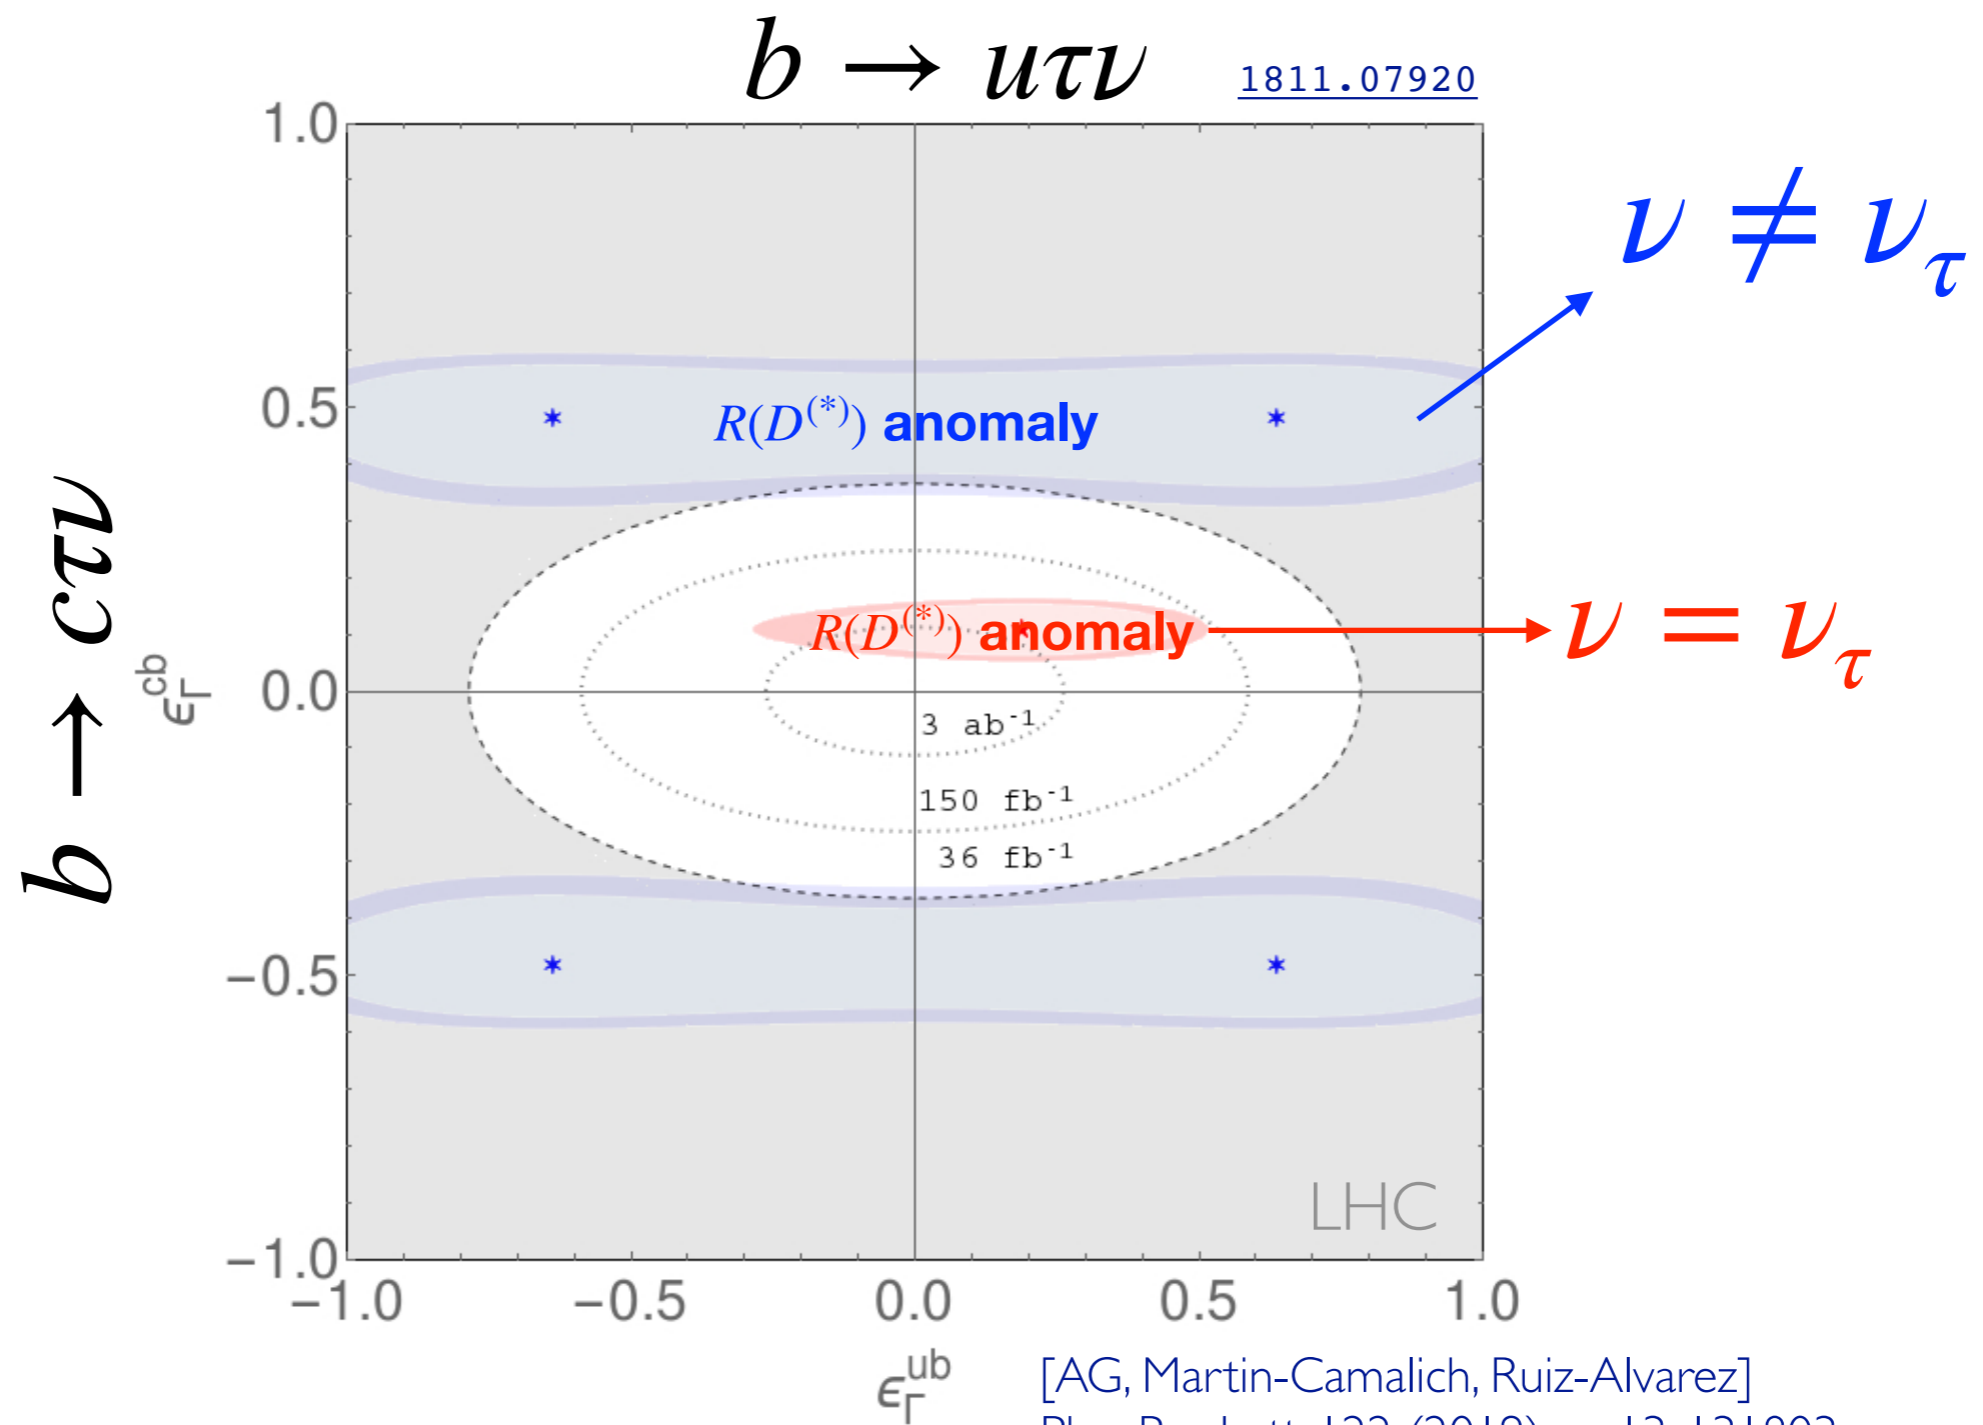 b → uτν
1811.07920
1.0
0.5
0.0
−0.5
−1.0
b → cτν
ϵ_Γ^cb
ν ≠ ν_τ
R(D^(*)) anomaly
R(D^(*)) anomaly
ν = ν_τ
3 ab⁻¹
150 fb⁻¹
36 fb⁻¹
LHC
−1.0 −0.5 0.0 0.5 1.0
ϵ_Γ^ub
[AG, Martin-Camalich, Ruiz-Alvarez]